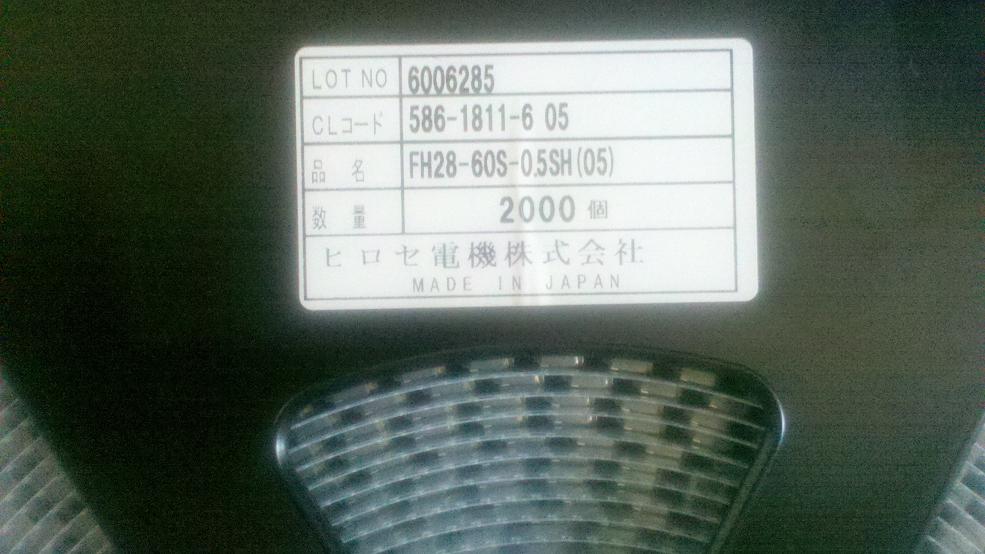 LOT NO 6006285
CLコード 586-1811-6 05
品 名 FH28-60S-0.5SH(05)
数 量 2000 個
ヒロセ電機株式会社
MADE IN JAPAN